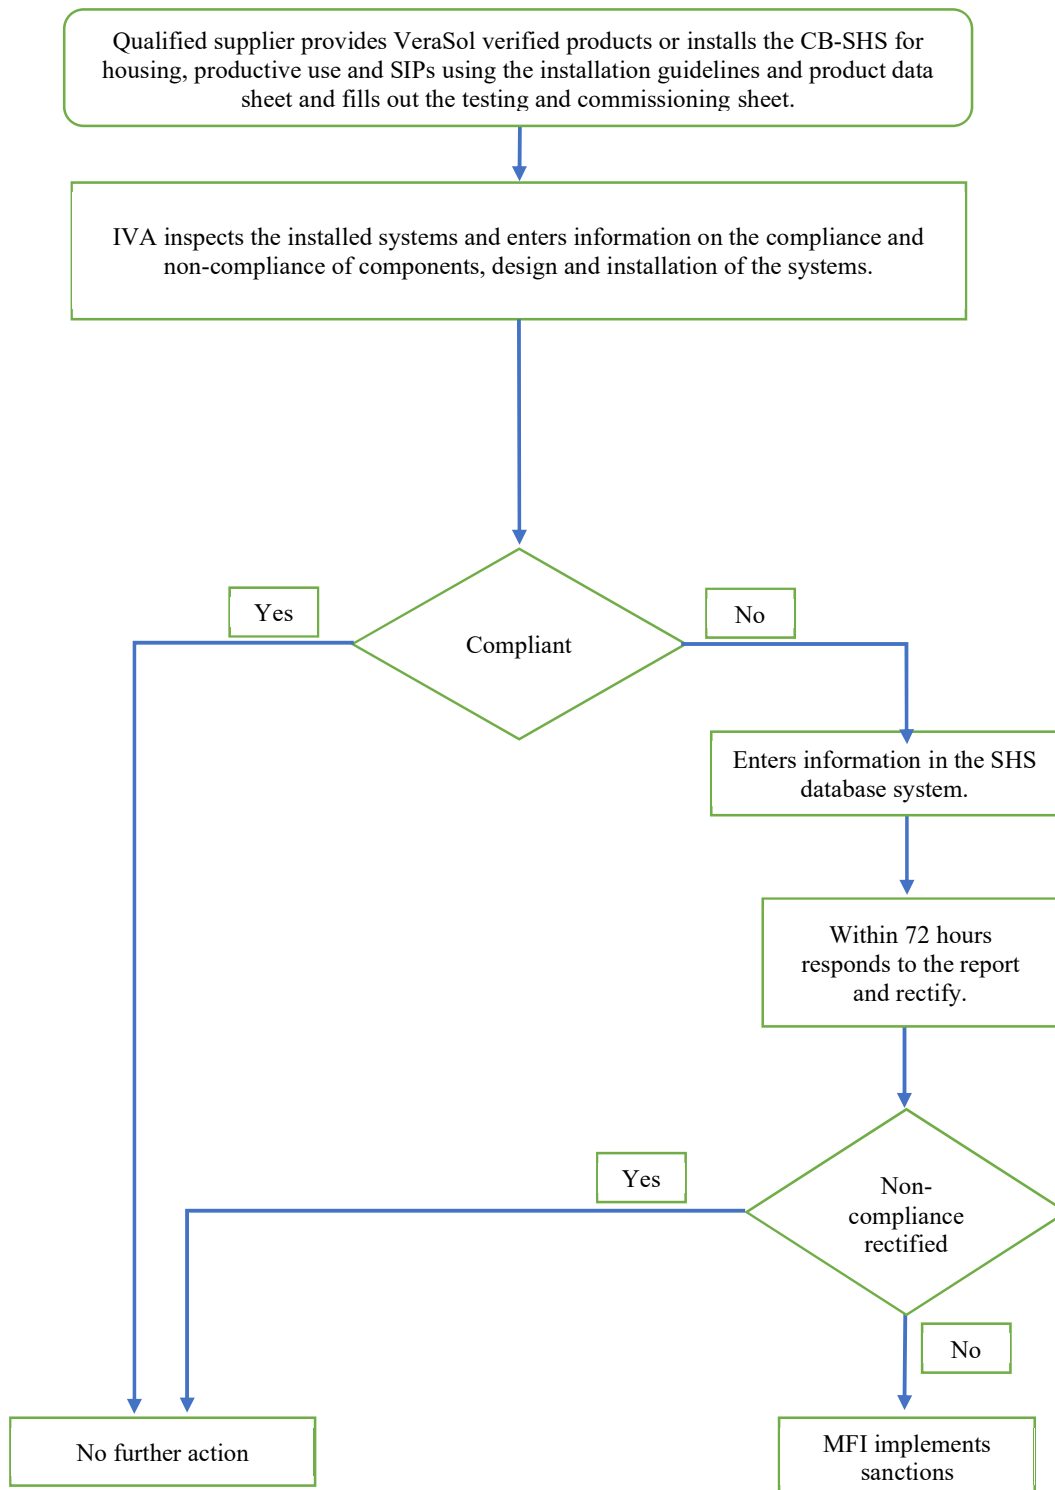 Qualified supplier provides VeraSol verified products or installs the CB-SHS for
housing, productive use and SIPs using the installation guidelines and product data
sheet and fills out the testing and commissioning sheet.
IVA inspects the installed systems and enters information on the compliance and
non-compliance of components, design and installation of the systems.
Yes
No
Compliant
Enters information in the SHS
database system.
Within 72 hours
responds to the report
and rectify.
Yes
Non-
compliance
rectified
No
No further action
MFI implements
sanctions